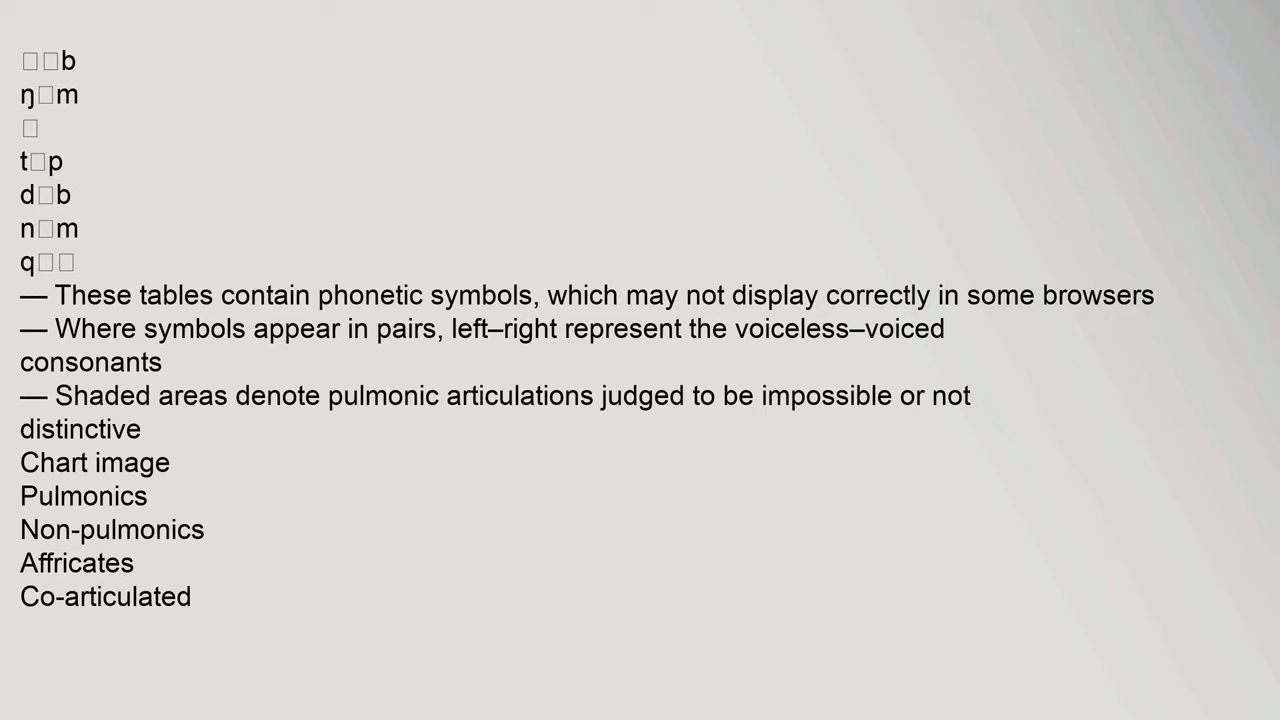 □□b
ŋ□m
□
t□p
d□b
n□m
q□□
— These tables contain phonetic symbols, which may not display correctly in some browsers
— Where symbols appear in pairs, left–right represent the voiceless–voiced
consonants
— Shaded areas denote pulmonic articulations judged to be impossible or not
distinctive
Chart image
Pulmonics
Non-pulmonics
Affricates
Co-articulated